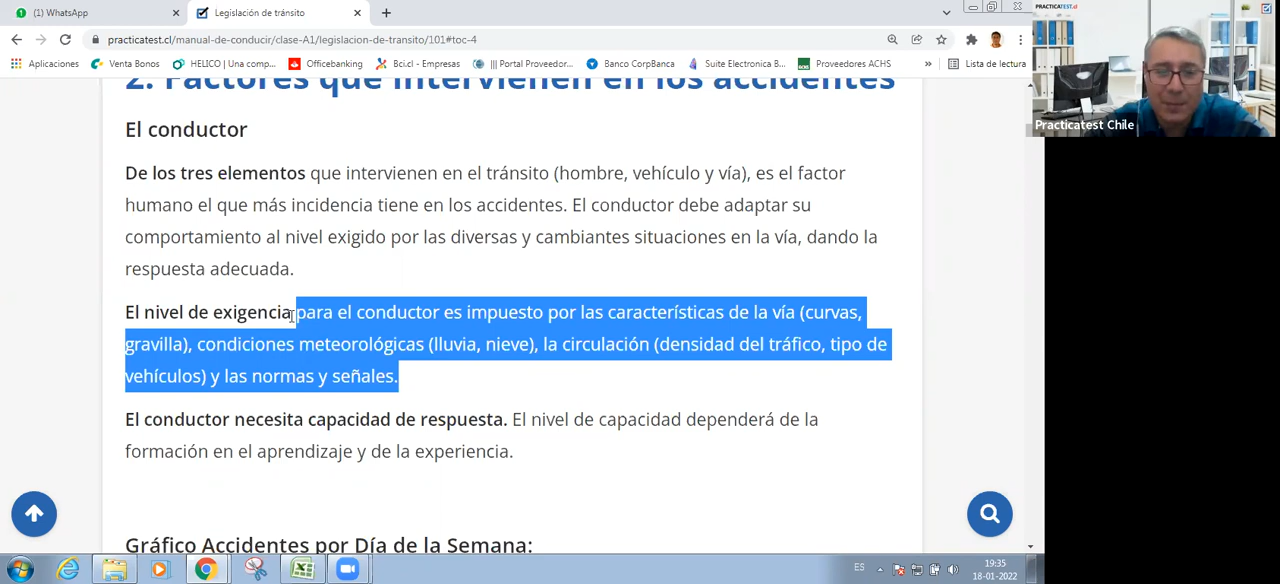 (1) WhatsApp
Legislación de tránsito
practicatest.cl/manual-de-conducir/clase-A1/legislacion-de-transito/101#toc-4
Aplicaciones
Venta Bonos
HELICO | Una comp...
Officebanking
Bci.cl - Empresas
||| Portal Proveedor...
Banco CorpBanca
Suite Electronica B...
Proveedores ACHS
»
Lista de lectura
2. Factores que intervienen en los accidentes
El conductor
De los tres elementos que intervienen en el tránsito (hombre, vehículo y vía), es el factor
humano el que más incidencia tiene en los accidentes. El conductor debe adaptar su
comportamiento al nivel exigido por las diversas y cambiantes situaciones en la vía, dando la
respuesta adecuada.
El nivel de exigencia para el conductor es impuesto por las características de la vía (curvas,
gravilla), condiciones meteorológicas (lluvia, nieve), la circulación (densidad del tráfico, tipo de
vehículos) y las normas y señales.
El conductor necesita capacidad de respuesta. El nivel de capacidad dependerá de la
formación en el aprendizaje y de la experiencia.
Gráfico Accidentes por Día de la Semana:
PRACTICATEST.cl
Practicatest Chile
ES
19:35
18-01-2022